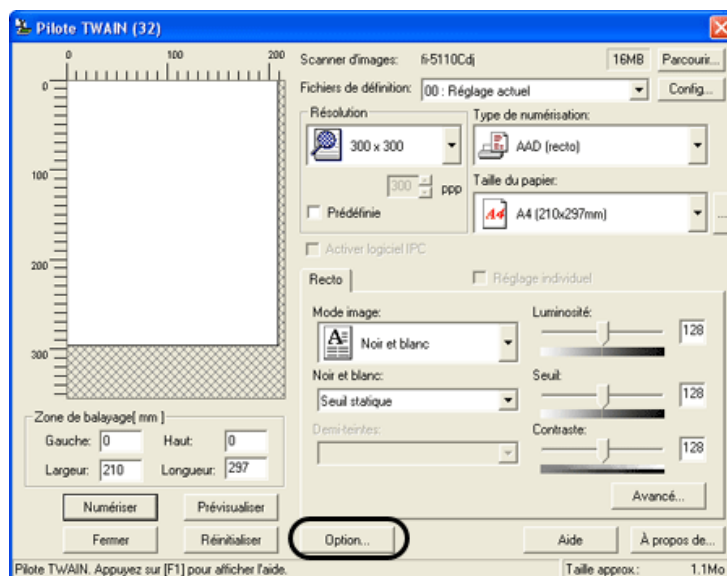 Pilote TWAIN (32)
0 100 200
0
100
200
300
Scanner d'images: fi-5110Cdj 16MB Parcourir...
Fichiers de définition: 00 : Réglage actuel Config...
Résolution
300 x 300
300 ppp
Prédéfinie
Type de numérisation:
AAD (recto)
Taille du papier:
A4 A4 (210x297mm) ...
Activer logiciel IPC
Recto
Réglage individuel
Mode image:
Noir et blanc
Noir et blanc:
Seuil statique
Demi-teintes:
Luminosité:
128
Seuil:
128
Contraste:
128
Avancé...
Zone de balayage[ mm ]
Gauche: 0 Haut: 0
Largeur: 210 Longueur: 297
Numériser Prévisualiser
Fermer Réinitialiser Option... Aide À propos de...
Pilote TWAIN. Appuyez sur [F1] pour afficher l'aide. Taille approx.: 1.1Mo